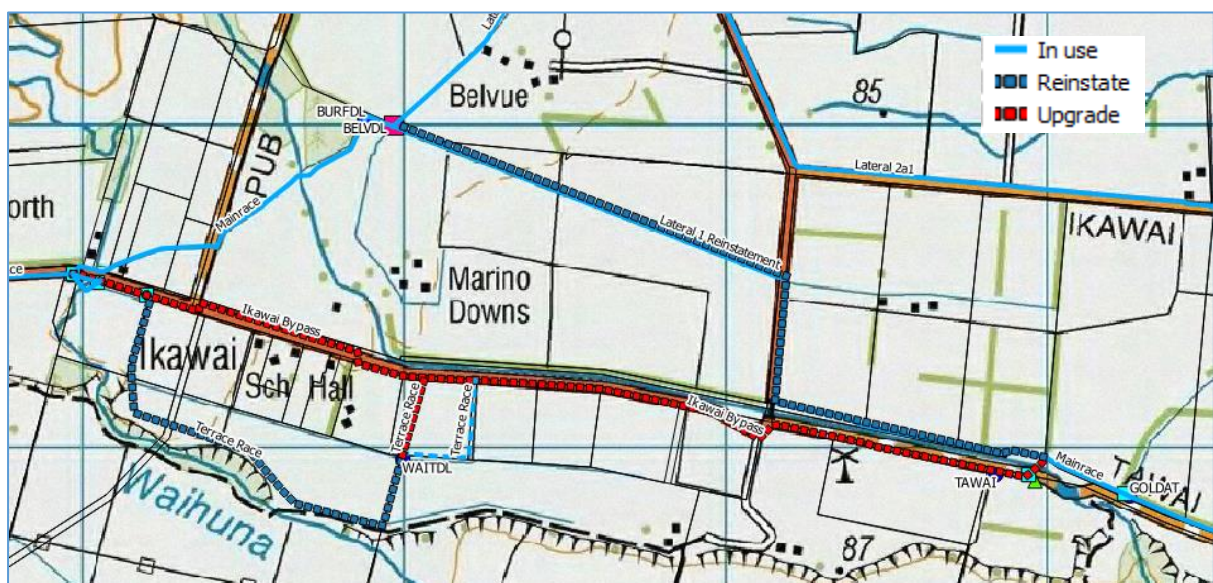 In use
Reinstate
Upgrade
Belvue
85
BURFDL
BELVDL
PUB
Lateral 2a1
Mainrace
orth
Lateral 1 Reinstatement
IKAWAI
Marino
Downs
Ikawai Bypass
Ikawai
Sch
Hall
Terrace Race
Terrace Race
Ikawai Bypass
Terrace Race
WAITDL
Mainrace
TAWAI
GOLDAT
TAWAI
Waihuna
87